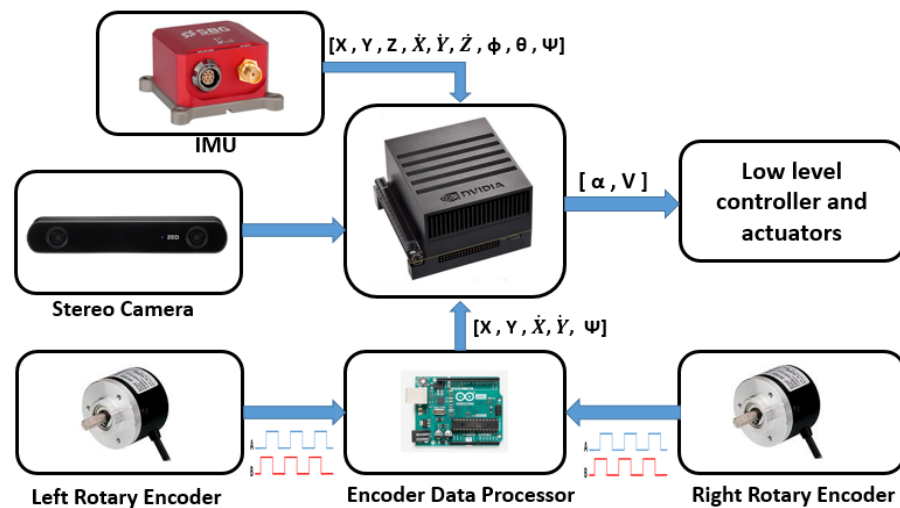 SBG
[X , Y , Z , Ẋ, Ẏ, Ż , ϕ , θ , Ψ]
IMU
NVIDIA
[ α , V ]
Low level
controller and
actuators
ZED
Stereo Camera
[X , Y , Ẋ, Ẏ, Ψ]
ARDUINO
A
B
A
B
Left Rotary Encoder
Encoder Data Processor
Right Rotary Encoder